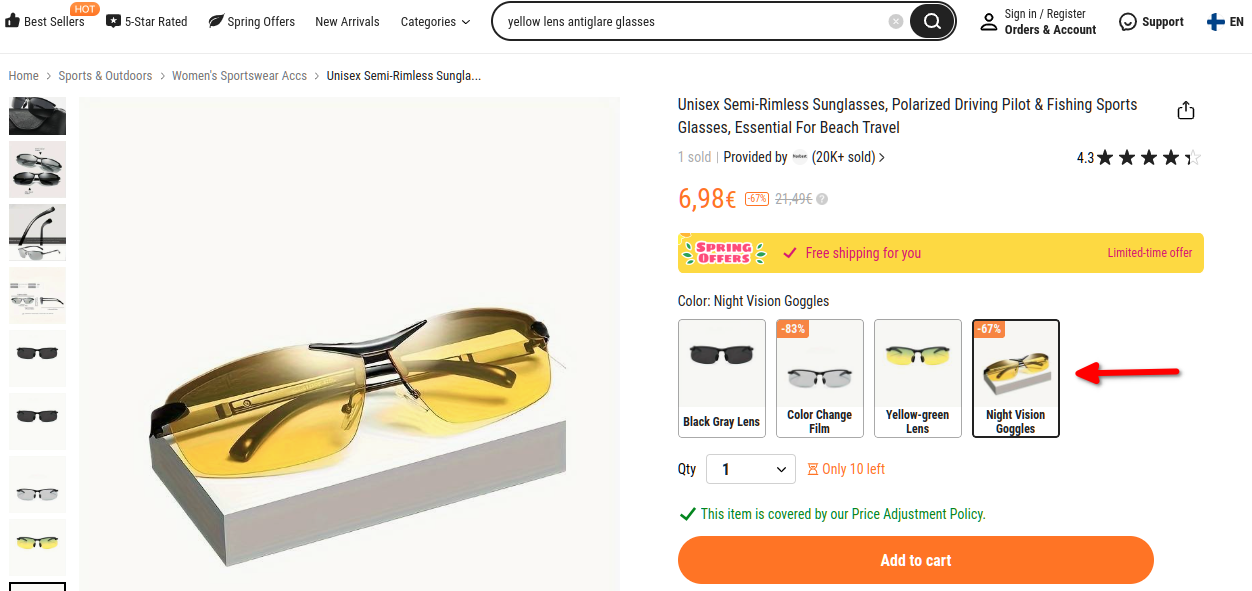 HOT
Best Sellers
5-Star Rated
Spring Offers
New Arrivals
Categories
yellow lens antiglare glasses
Sign in / Register
Orders & Account
Support
EN
Home > Sports & Outdoors > Women's Sportswear Accs > Unisex Semi-Rimless Sungla...
Unisex Semi-Rimless Sunglasses, Polarized Driving Pilot & Fishing Sports
Glasses, Essential For Beach Travel
1 sold | Provided by (20K+ sold) >
4.3
6,98€ -67% 21,49€ ?
SPRING
OFFERS
Free shipping for you
Limited-time offer
Color: Night Vision Goggles
Black Gray Lens
-83%
Color Change
Film
Yellow-green
Lens
-67%
Night Vision
Goggles
Qty 1 Only 10 left
This item is covered by our Price Adjustment Policy.
Add to cart